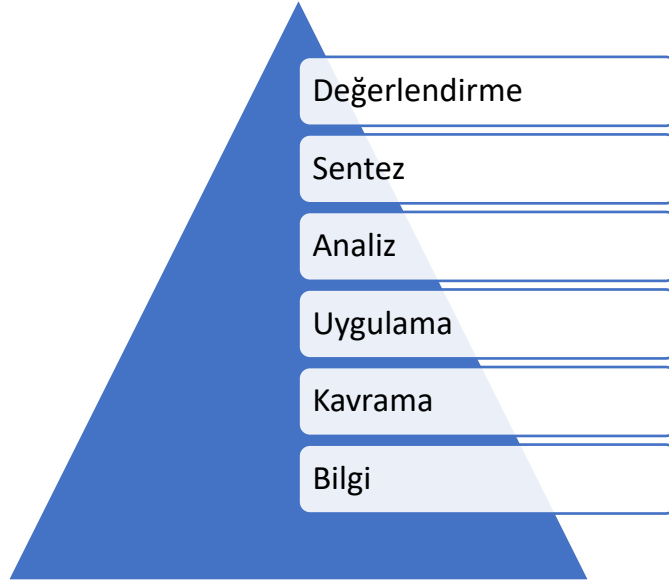 Değerlendirme
Sentez
Analiz
Uygulama
Kavrama
Bilgi